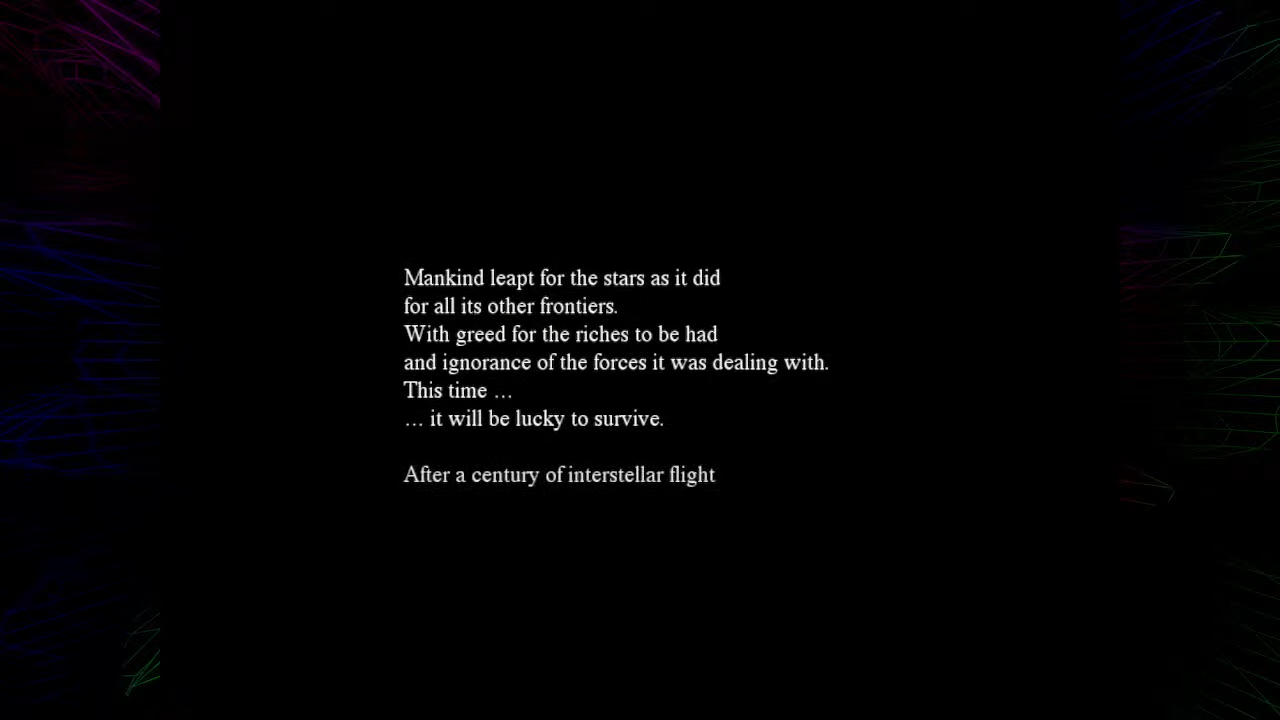 Mankind leapt for the stars as it did
for all its other frontiers.
With greed for the riches to be had
and ignorance of the forces it was dealing with.
This time …
… it will be lucky to survive.
After a century of interstellar flight